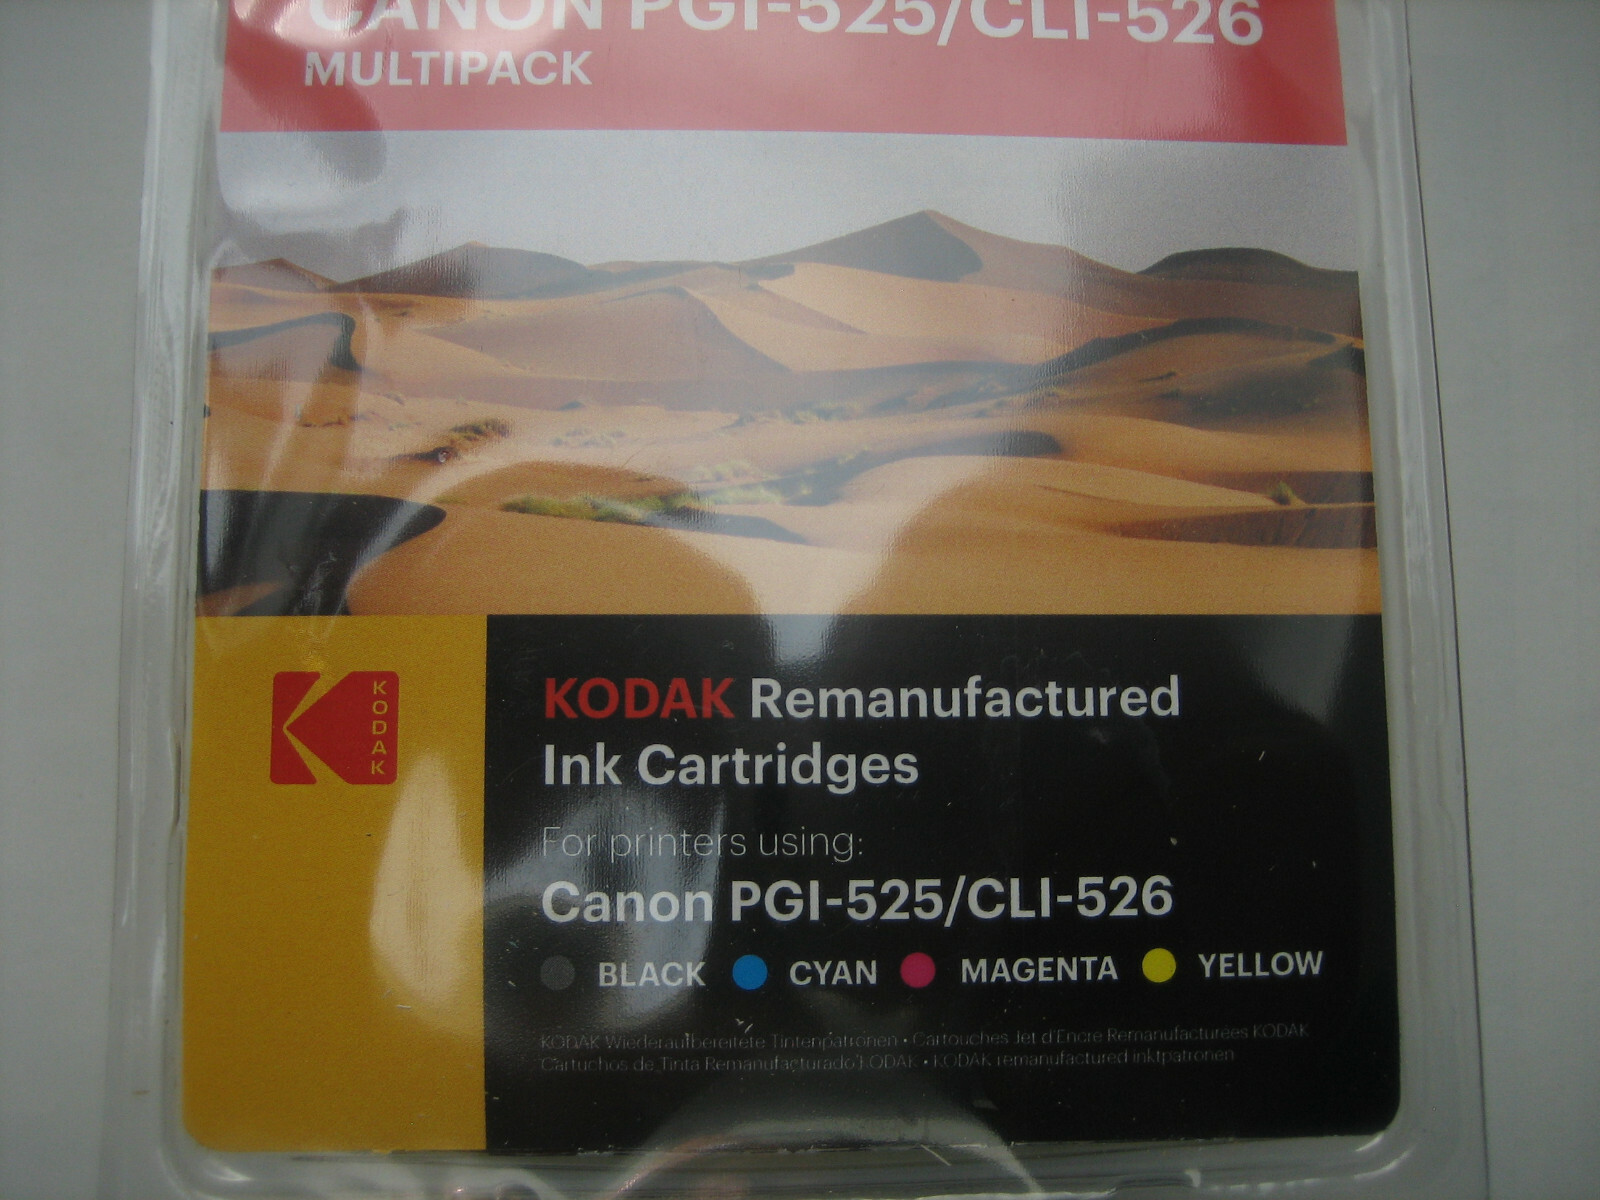 CANON PGI-525/CLI-526
MULTIPACK
KODAK
KODAK Remanufactured
Ink Cartridges
For printers using:
Canon PGI-525/CLI-526
BLACK CYAN MAGENTA YELLOW
KODAK Wiederaufbereitete Tintenpatronen • Cartouches Jet d'Encre Remanufacturées KODAK
Cartuchos de Tinta Remanufacturado KODAK • KODAK remanufactured inktpatronen